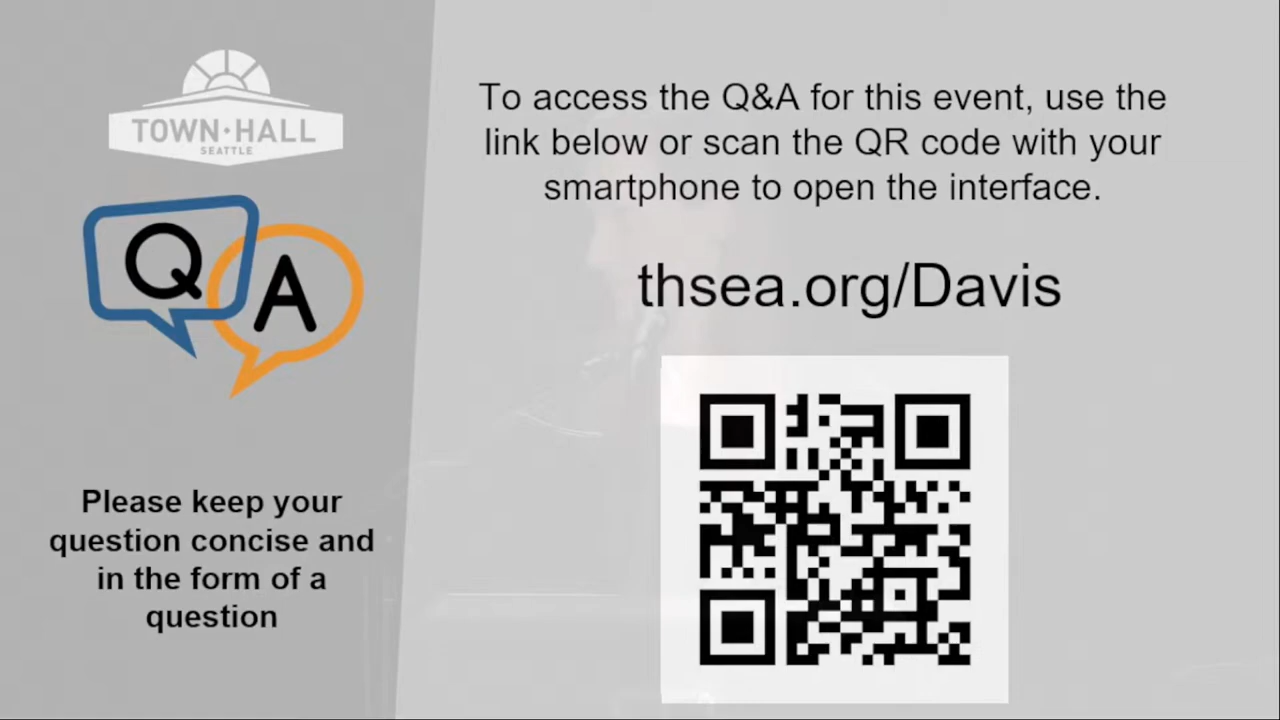 TOWN·HALL
SEATTLE
Q
A
Please keep your
question concise and
in the form of a
question
To access the Q&A for this event, use the
link below or scan the QR code with your
smartphone to open the interface.
thsea.org/Davis